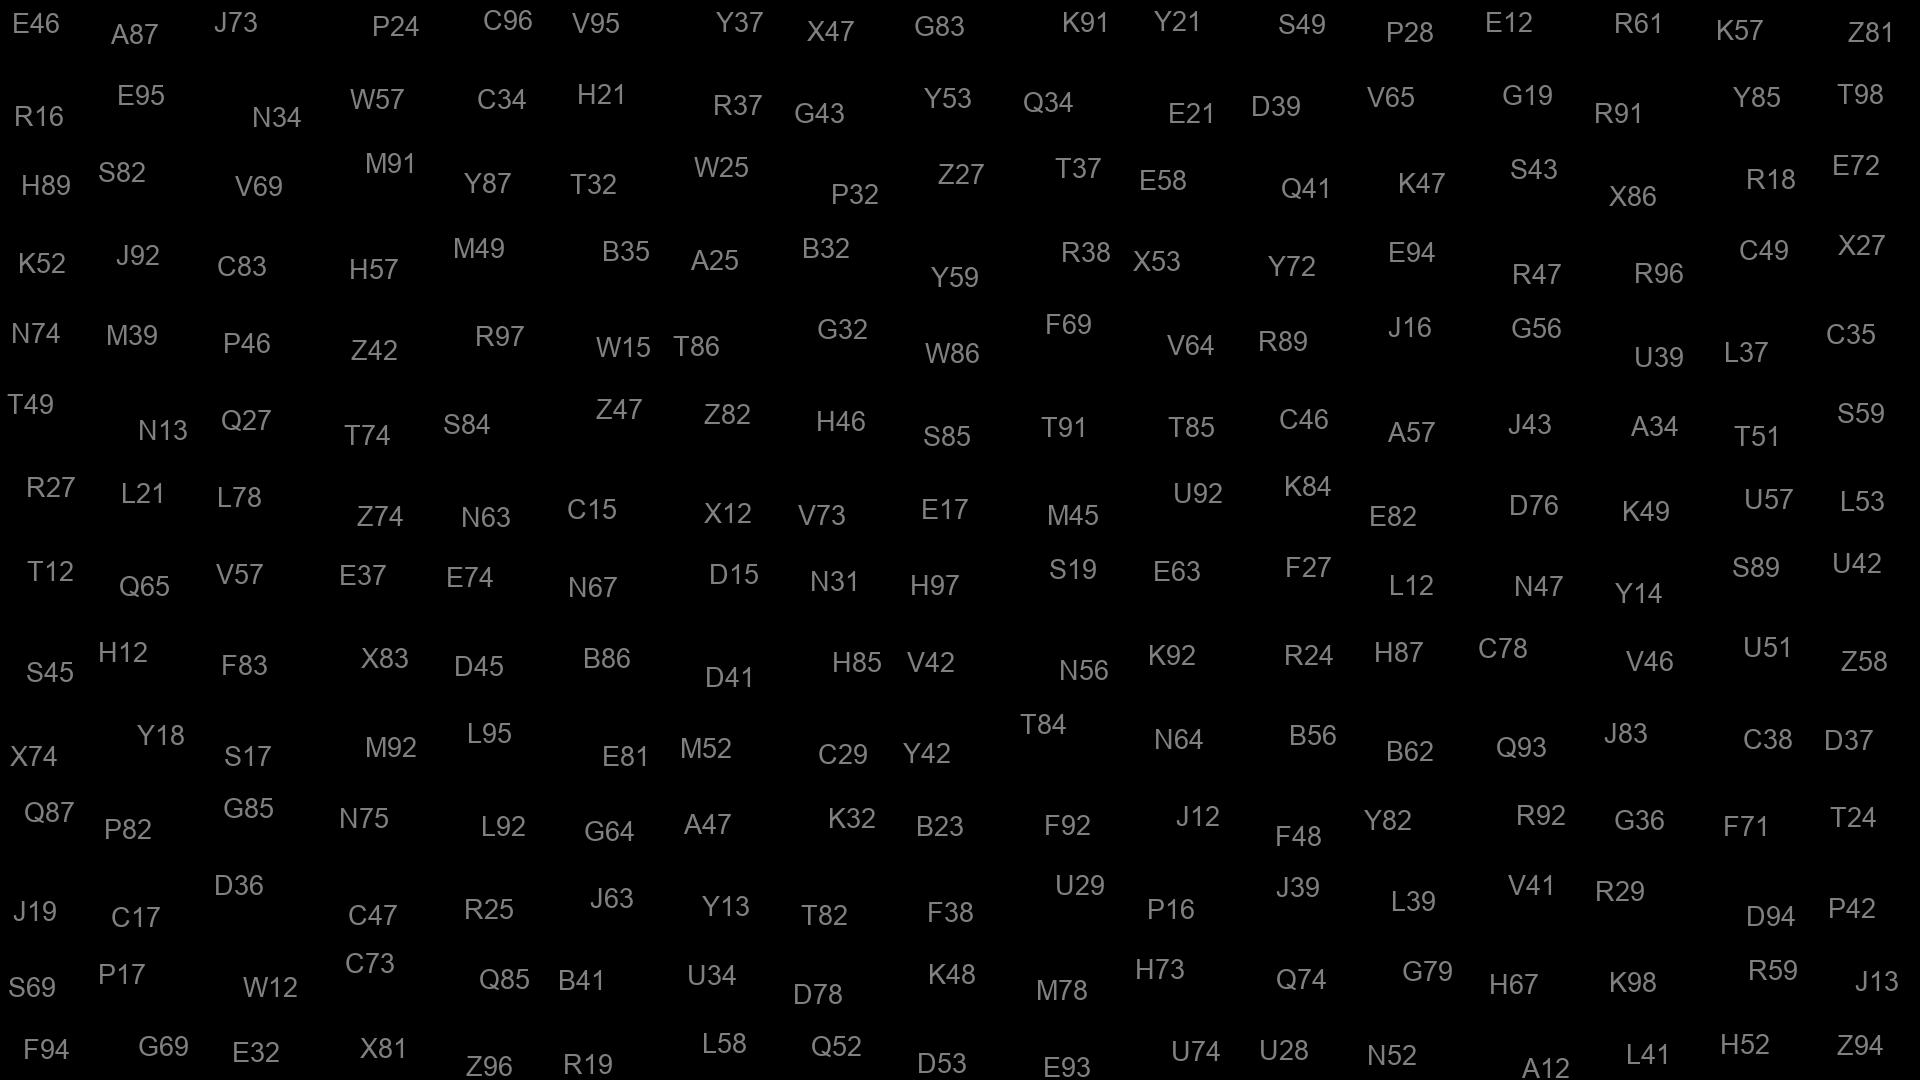 E46 A87 J73 P24 C96 V95 Y37 X47 G83 K91 Y21 S49 P28 E12 R61 K57 Z81
R16 E95 N34 W57 C34 H21 R37 G43 Y53 Q34 E21 D39 V65 G19 R91 Y85 T98
H89 S82 V69 M91 Y87 T32 W25 P32 Z27 T37 E58 Q41 K47 S43 X86 R18 E72
K52 J92 C83 H57 M49 B35 A25 B32 Y59 R38 X53 Y72 E94 R47 R96 C49 X27
N74 M39 P46 Z42 R97 W15 T86 G32 W86 F69 V64 R89 J16 G56 U39 L37 C35
T49 N13 Q27 T74 S84 Z47 Z82 H46 S85 T91 T85 C46 A57 J43 A34 T51 S59
R27 L21 L78 Z74 N63 C15 X12 V73 E17 M45 U92 K84 E82 D76 K49 U57 L53
T12 Q65 V57 E37 E74 N67 D15 N31 H97 S19 E63 F27 L12 N47 Y14 S89 U42
S45 H12 F83 X83 D45 B86 D41 H85 V42 N56 K92 R24 H87 C78 V46 U51 Z58
X74 Y18 S17 M92 L95 E81 M52 C29 Y42 T84 N64 B56 B62 Q93 J83 C38 D37
Q87 P82 G85 N75 L92 G64 A47 K32 B23 F92 J12 F48 Y82 R92 G36 F71 T24
J19 C17 D36 C47 R25 J63 Y13 T82 F38 U29 P16 J39 L39 V41 R29 D94 P42
S69 P17 W12 C73 Q85 B41 U34 D78 K48 M78 H73 Q74 G79 H67 K98 R59 J13
F94 G69 E32 X81 Z96 R19 L58 Q52 D53 E93 U74 U28 N52 A12 L41 H52 Z94